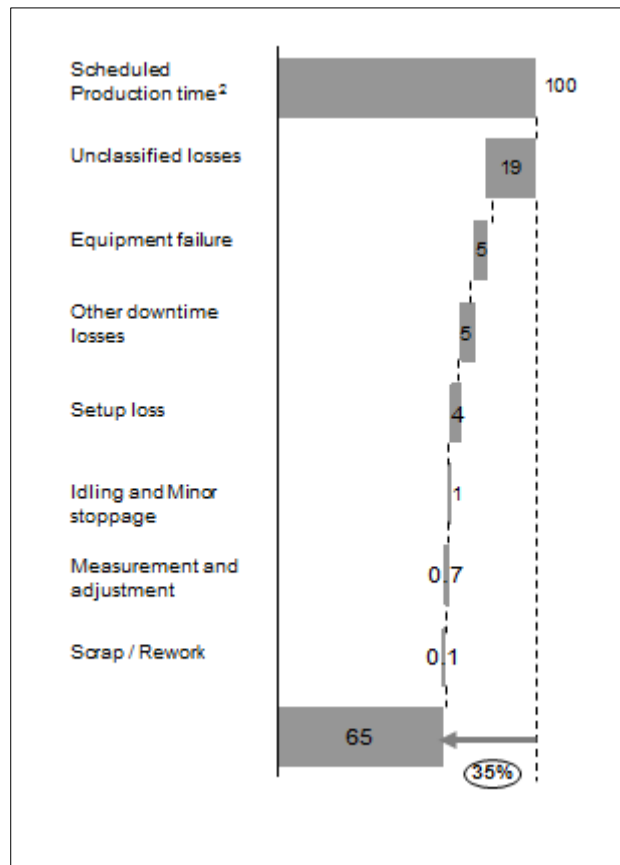 Scheduled
Production time²
100
Unclassified losses
19
Equipment failure
5
Other downtime
losses
5
Setup loss
4
Idling and Minor
stoppage
1
Measurement and
adjustment
0.7
Scrap / Rework
0.1
65
35%